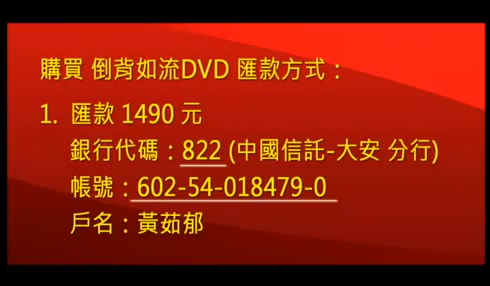 購買 倒背如流DVD 匯款方式：
1. 匯款 1490 元
銀行代碼：822 (中國信託-大安 分行)
帳號：602-54-018479-0
戶名：黃茹郁